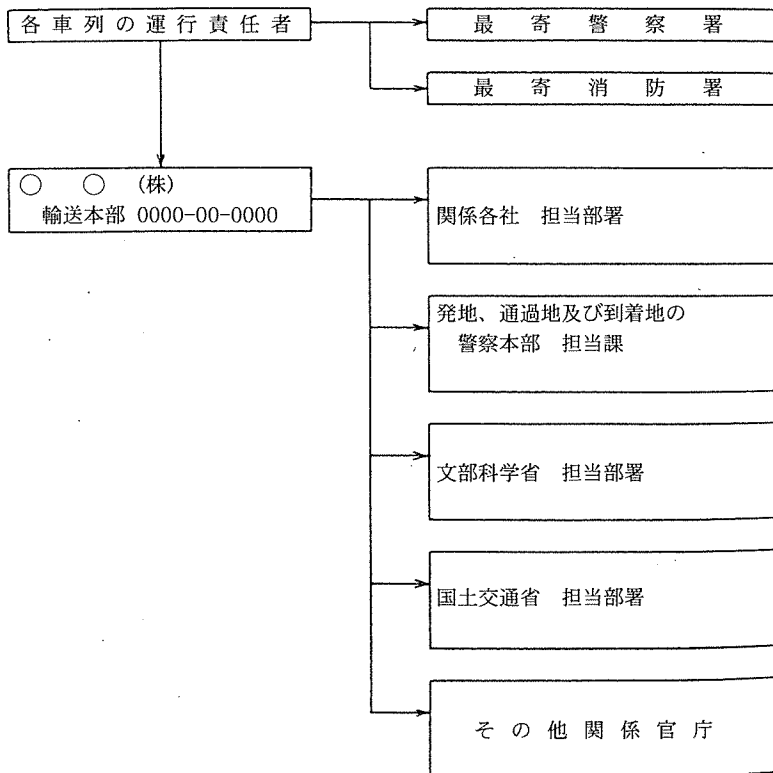 各車列の運行責任者
最寄警察署
最寄消防署
○ ○ (株)
輸送本部 0000-00-0000
関係各社 担当部署
発地、通過地及び到着地の
警察本部 担当課
文部科学省 担当部署
国土交通省 担当部署
その他関係官庁